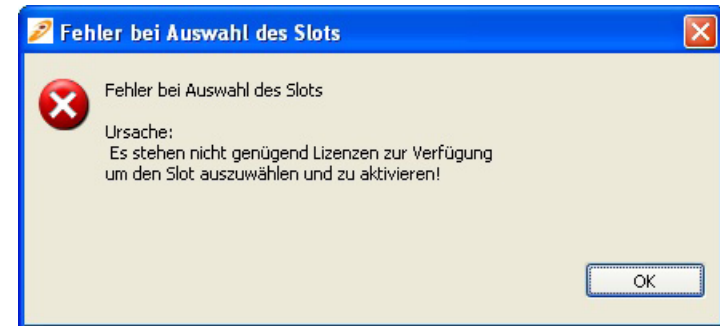 Fehler bei Auswahl des Slots
Fehler bei Auswahl des Slots
Ursache:
Es stehen nicht genügend Lizenzen zur Verfügung
um den Slot auszuwählen und zu aktivieren!
OK